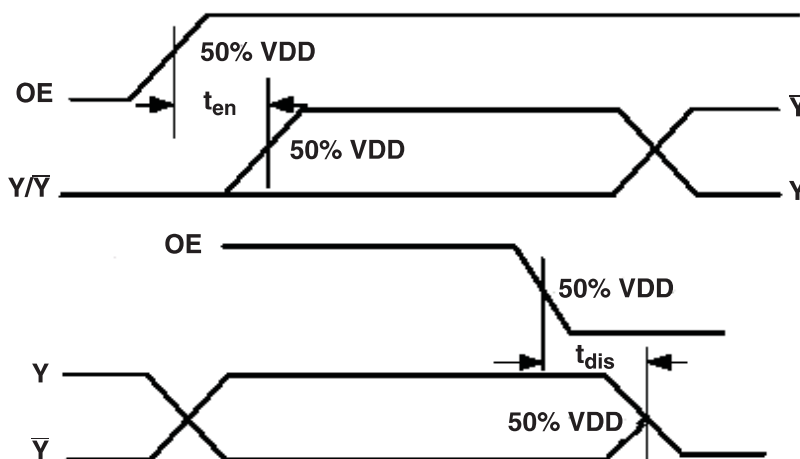 50% VDD
OE
t_en
Y̅
50% VDD
Y/Y̅
Y
OE
50% VDD
t_dis
Y
50% VDD
Y̅